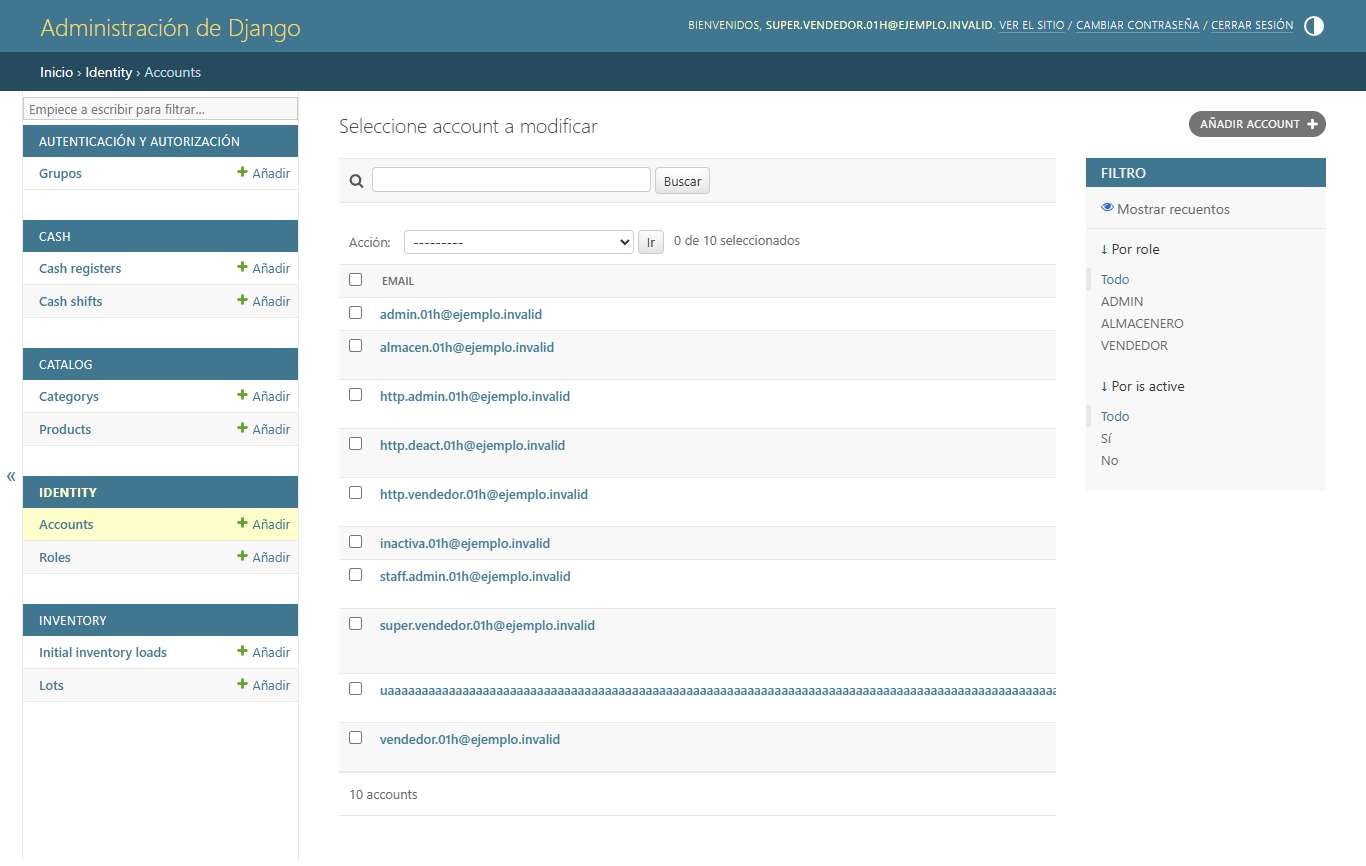 Administración de Django
BIENVENIDOS, SUPER.VENDEDOR.01H@EJEMPLO.INVALID. VER EL SITIO / CAMBIAR CONTRASEÑA / CERRAR SESIÓN
Inicio › Identity › Accounts
Empiece a escribir para filtrar...
AUTENTICACIÓN Y AUTORIZACIÓN
Grupos Añadir
CASH
Cash registers Añadir
Cash shifts Añadir
CATALOG
Categorys Añadir
Products Añadir
«
IDENTITY
Accounts Añadir
Roles Añadir
INVENTORY
Initial inventory loads Añadir
Lots Añadir
Seleccione account a modificar
AÑADIR ACCOUNT
Buscar
Acción: --------- Ir 0 de 10 seleccionados
EMAIL
admin.01h@ejemplo.invalid
almacen.01h@ejemplo.invalid
http.admin.01h@ejemplo.invalid
http.deact.01h@ejemplo.invalid
http.vendedor.01h@ejemplo.invalid
inactiva.01h@ejemplo.invalid
staff.admin.01h@ejemplo.invalid
super.vendedor.01h@ejemplo.invalid
vendedor.01h@ejemplo.invalid
10 accounts
FILTRO
Mostrar recuentos
↓ Por role
Todo
ADMIN
ALMACENERO
VENDEDOR
↓ Por is active
Todo
Sí
No